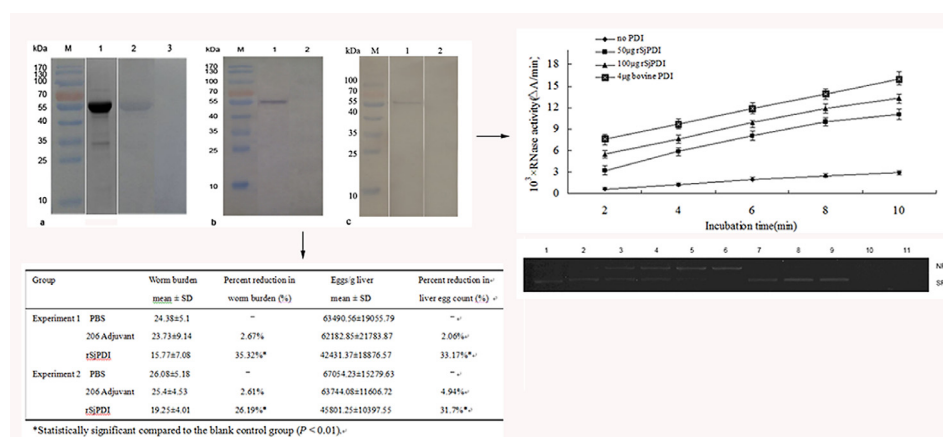 kDa M 1 2 3
170
130
100
70
55
40
35
25
10
a
kDa M 1 2
170
130
100
70
55
40
35
25
10
b
kDa M 1 2
100
70
55
40
35
25
10
c
no PDI
50μg rSjPDI
100μg rSjPDI
4μg bovine PDI
10³×RNase activity(△A/min)
18
15
12
9
6
3
0
2 4 6 8 10
Incubation time(min)
1 2 3 4 5 6 7 8 9 10 11
Group Worm burden Percent reduction in Eggs/g liver Percent reduction in
mean ± SD worm burden (%) mean ± SD liver egg count (%)
Experiment 1 PBS 24.38±5.1 – 63490.56±19055.79 –
206 Adjuvant 23.73±9.14 2.67% 62182.85±21783.87 2.06%
rSjPDI 15.77±7.08 35.32%* 42431.37±18876.57 33.17%*
Experiment 2 PBS 26.08±5.18 – 67054.23±15279.63 –
206 Adjuvant 25.4±4.53 2.61% 63744.08±11606.72 4.94%
rSjPDI 19.25±4.01 26.19%* 45801.25±10397.55 31.7%*
*Statistically significant compared to the blank control group (P < 0.01).